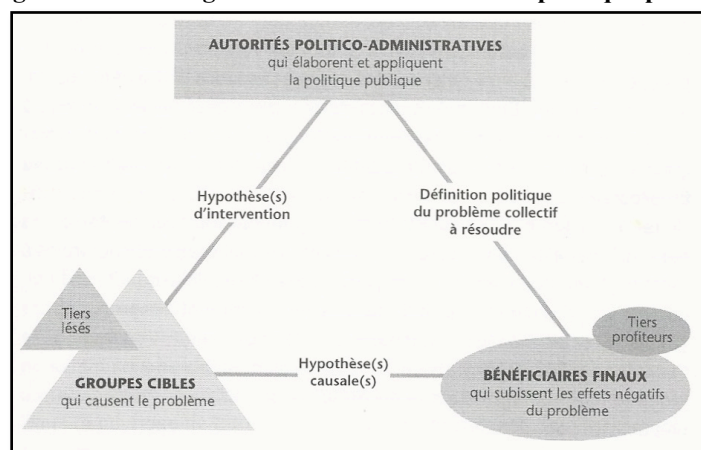 AUTORITÉS POLITICO-ADMINISTRATIVES
qui élaborent et appliquent
la politique publique
Hypothèse(s)
d'intervention
Définition politique
du problème collectif
à résoudre
Tiers
lésés
Tiers
profiteurs
Hypothèse(s)
causale(s)
GROUPES CIBLES
qui causent le problème
BÉNÉFICIAIRES FINAUX
qui subissent les effets négatifs
du problème